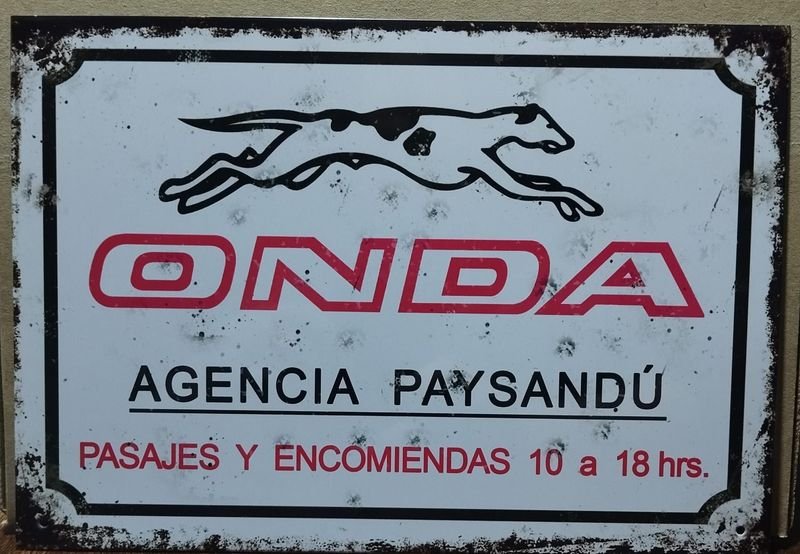 ONDA
AGENCIA PAYSANDÚ
PASAJES Y ENCOMIENDAS 10 a 18 hrs.